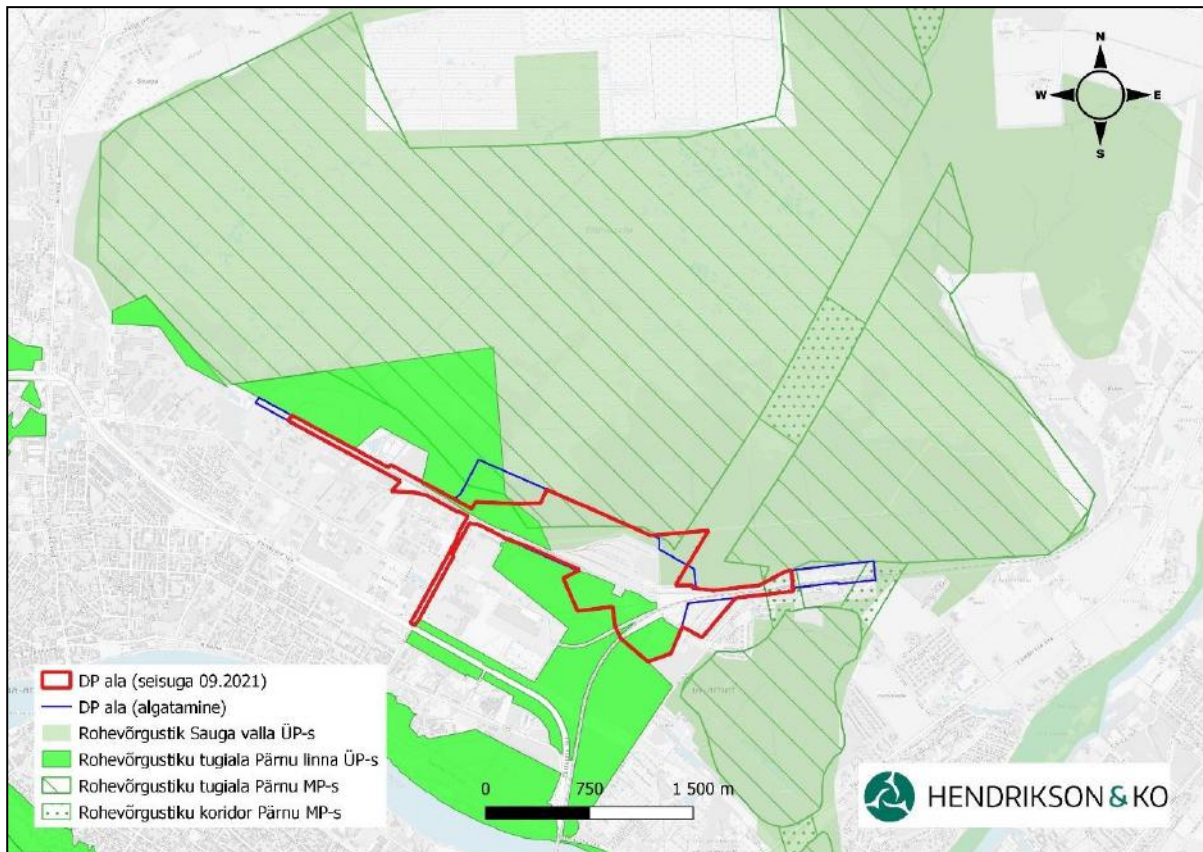 N
W E
S
DP ala (seisuga 09.2021)
DP ala (algatamine)
Rohevõrgustik Sauga valla ÜP-s
Rohevõrgustiku tugiala Pärnu linna ÜP-s
Rohevõrgustiku tugiala Pärnu MP-s
Rohevõrgustiku koridor Pärnu MP-s
0 750 1 500 m
HENDRIKSON & KO